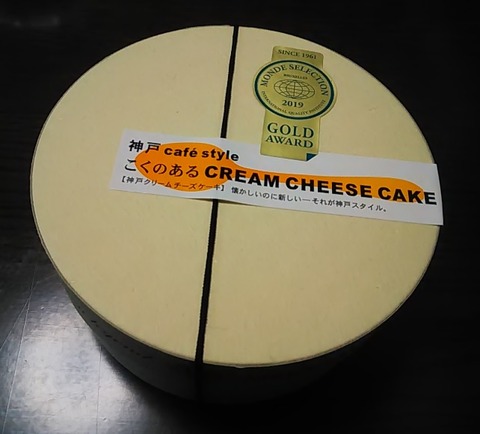 SINCE 1961
MONDE SELECTION
BRUSSELS
2019
GOLD
AWARD
神戸 café style
こくのある CREAM CHEESE CAKE
【神戸クリームチーズケーキ】 懐かしいのに新しい―それが神戸スタイル。